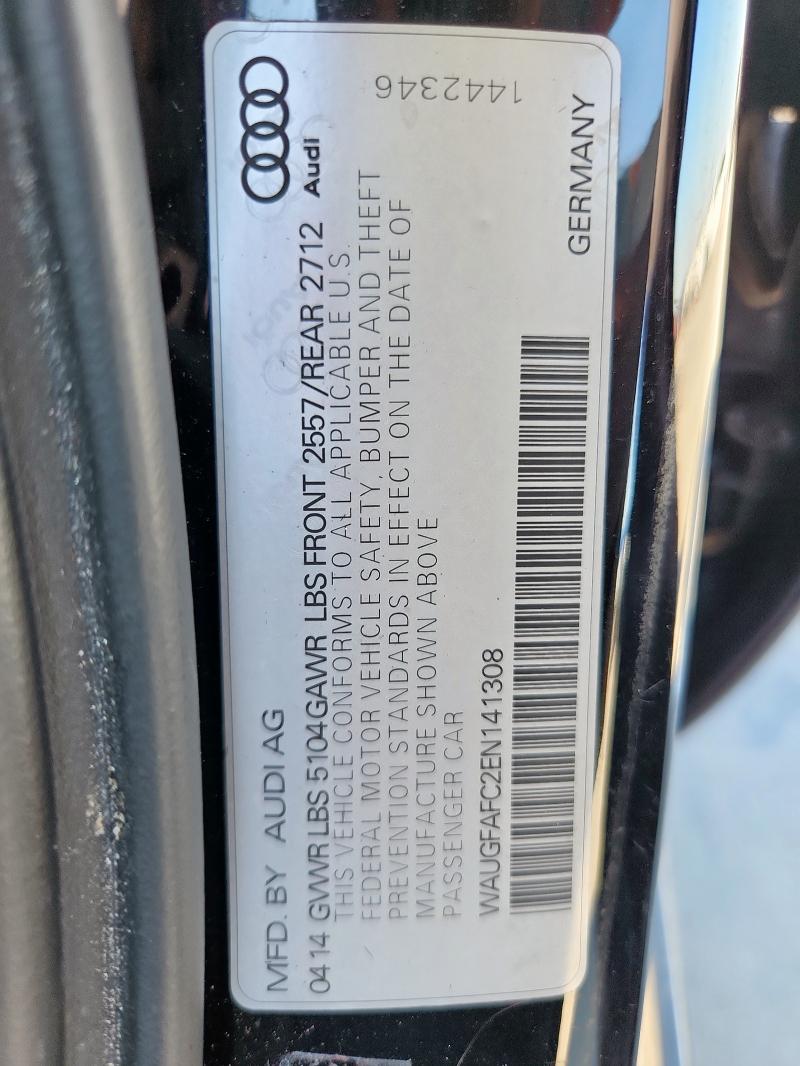 MFD. BY AUDI AG
Audi
04 14 GVWR LBS 5104 GAWR LBS FRONT 2557/REAR 2712
THIS VEHICLE CONFORMS TO ALL APPLICABLE U.S.
FEDERAL MOTOR VEHICLE SAFETY, BUMPER AND THEFT
PREVENTION STANDARDS IN EFFECT ON THE DATE OF
MANUFACTURE SHOWN ABOVE
PASSENGER CAR
1442346
WAUGFAFC2EN141308
GERMANY